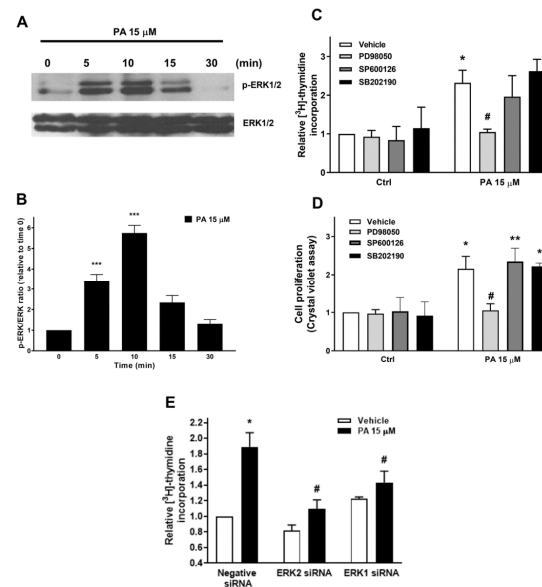 A
PA 15 µM
0 5 10 15 30 (min)
p-ERK1/2
ERK1/2
B
p-ERK/ERK ratio (relative to time 0)
7
6
5
4
3
2
1
0
***
***
PA 15 µM
0 5 10 15 30
Time (min)
C
Relative [³H]-thymidine
incorporation
3
2
1
0
Vehicle
PD98050
SP600126
SB202190
*
#
Ctrl PA 15 µM
D
Cell proliferation
(Crystal violet assay)
3
2
1
0
Vehicle
PD98050
SP600126
SB202190
*
#
**
*
Ctrl PA 15 µM
E
Relative [³H]-thymidine
incorporation
2.2
2.0
1.8
1.6
1.4
1.2
1.0
0.8
0.6
0.4
Vehicle
PA 15 µM
*
#
#
Negative
siRNA
ERK2 siRNA ERK1 siRNA